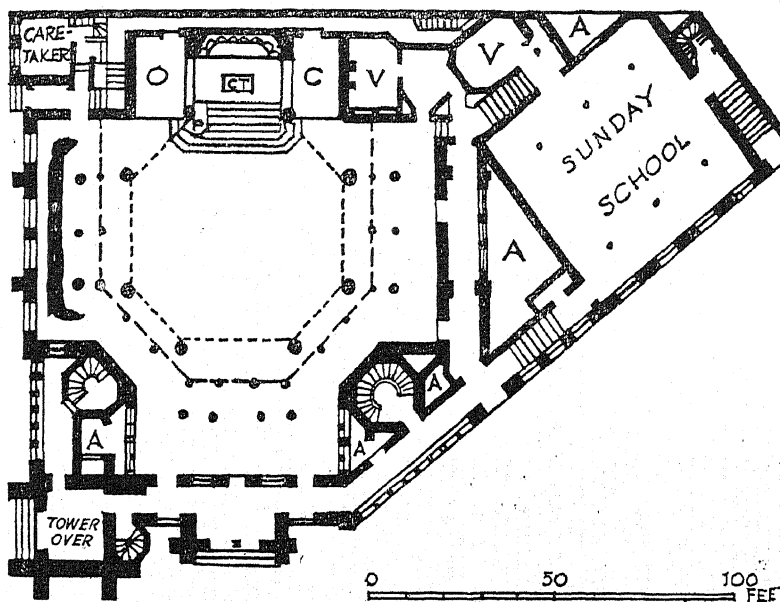 CARE-
TAKER
O
CT
C
V
V
A
SUNDAY
SCHOOL
A
A
A
A
TOWER
OVER
0 50 100
FEET